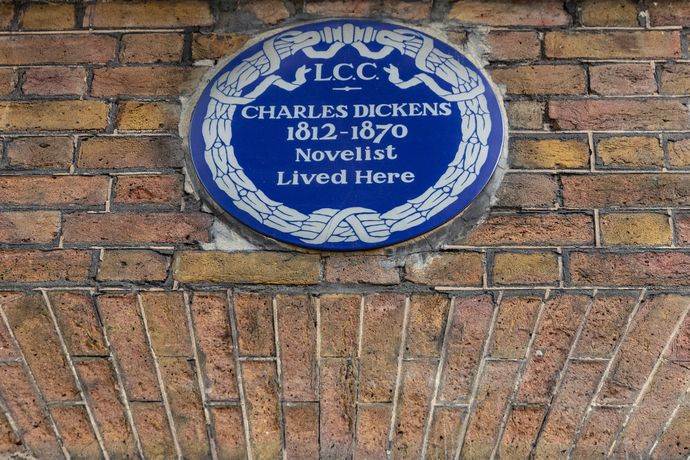 L.C.C.
CHARLES DICKENS
1812-1870
Novelist
Lived Here